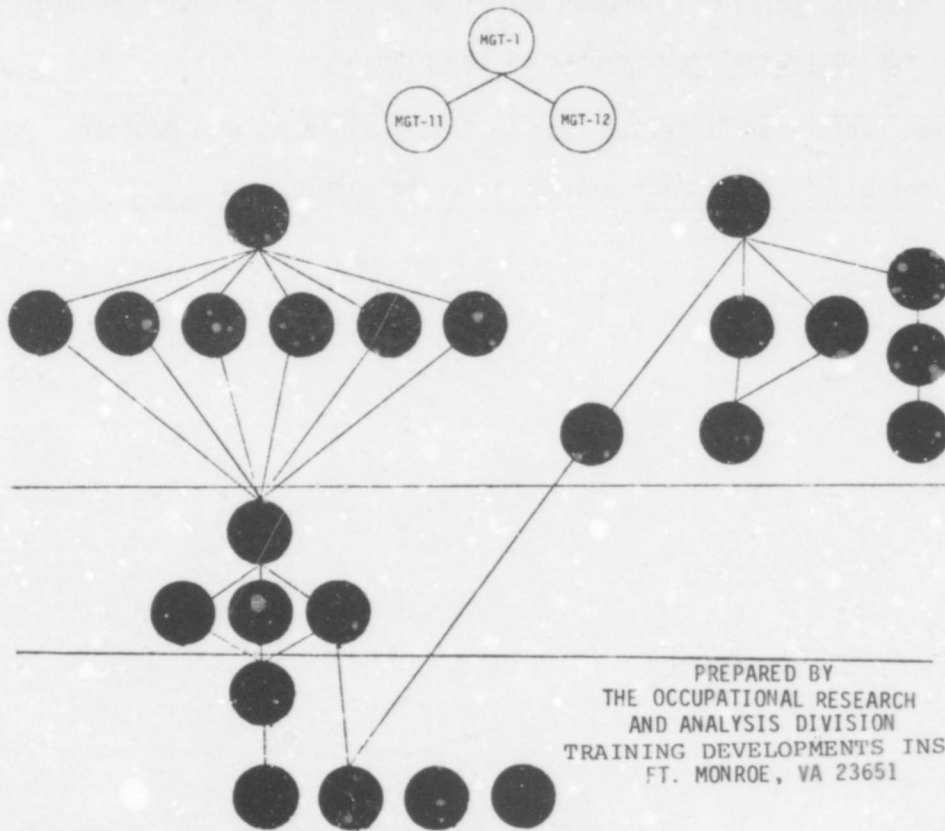 MGT-1
MGT-11 MGT-12
PREPARED BY
THE OCCUPATIONAL RESEARCH
AND ANALYSIS DIVISION
TRAINING DEVELOPMENTS INS
FT. MONROE, VA 23651